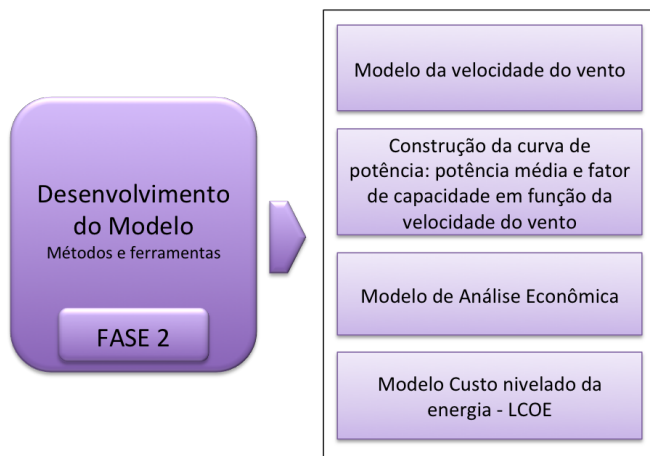 Desenvolvimento
do Modelo
Métodos e ferramentas
FASE 2
Modelo da velocidade do vento
Construção da curva de
potência: potência média e fator
de capacidade em função da
velocidade do vento
Modelo de Análise Econômica
Modelo Custo nivelado da
energia - LCOE